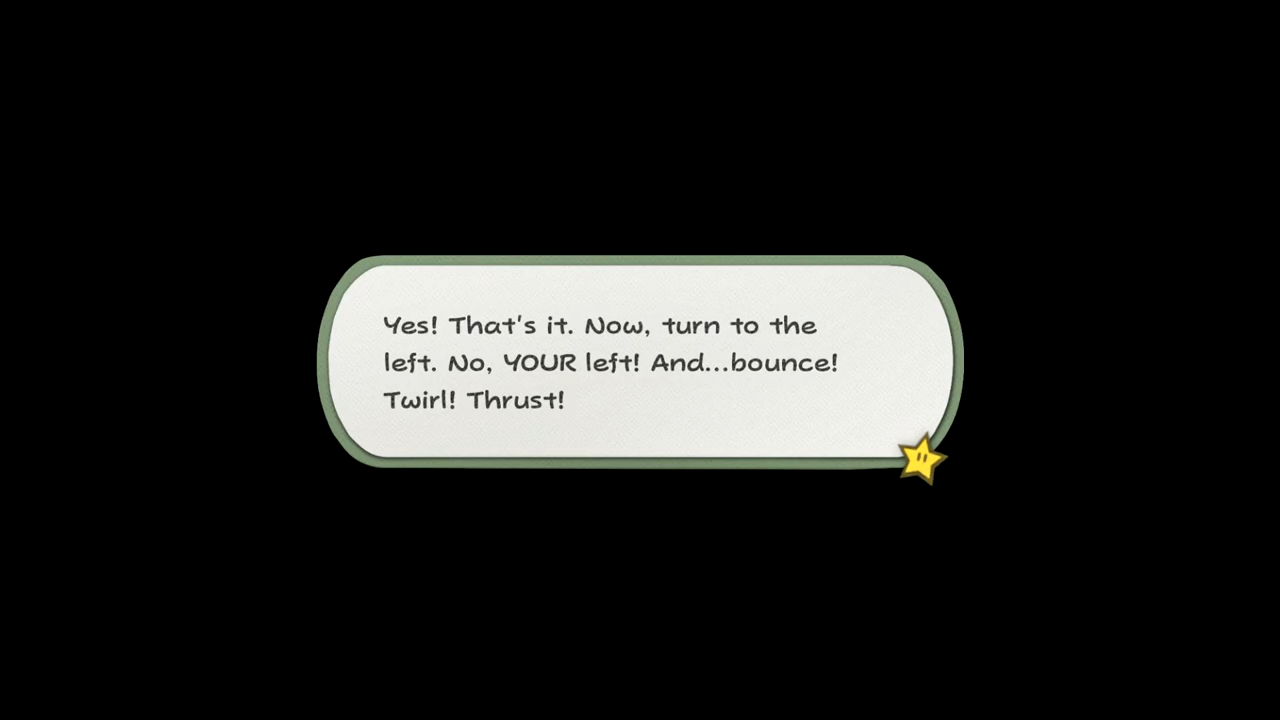 Yes! That's it. Now, turn to the
left. No, YOUR left! And...bounce!
Twirl! Thrust!